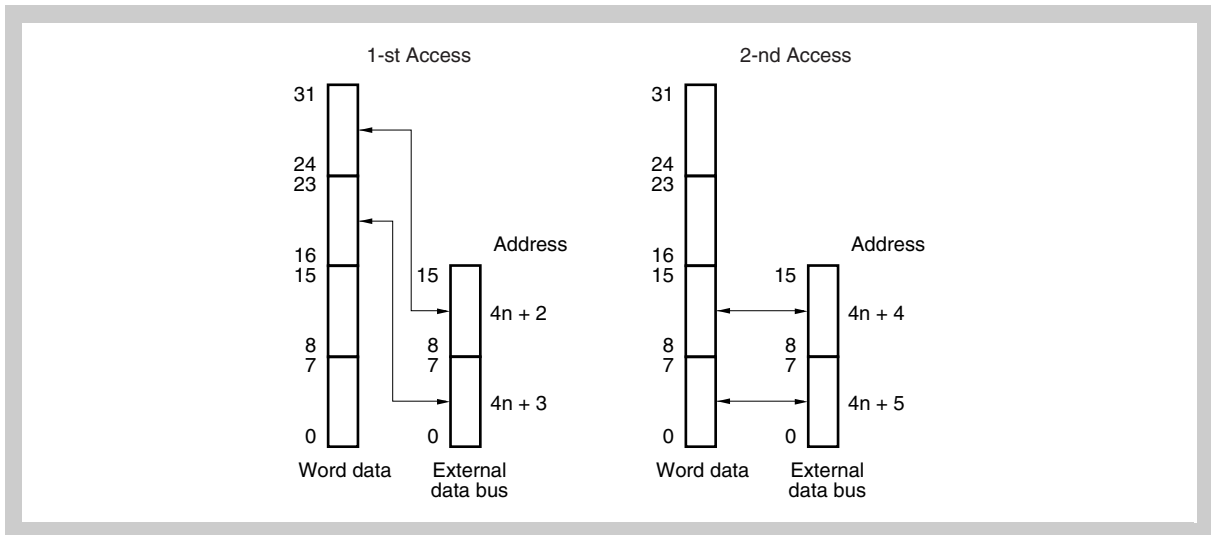 1-st Access
31
24
23
16
15
8
7
0
Word data
Address
15
4n + 2
8
7
4n + 3
0
External
data bus
2-nd Access
31
24
23
16
15
8
7
0
Word data
Address
15
4n + 4
8
7
4n + 5
0
External
data bus